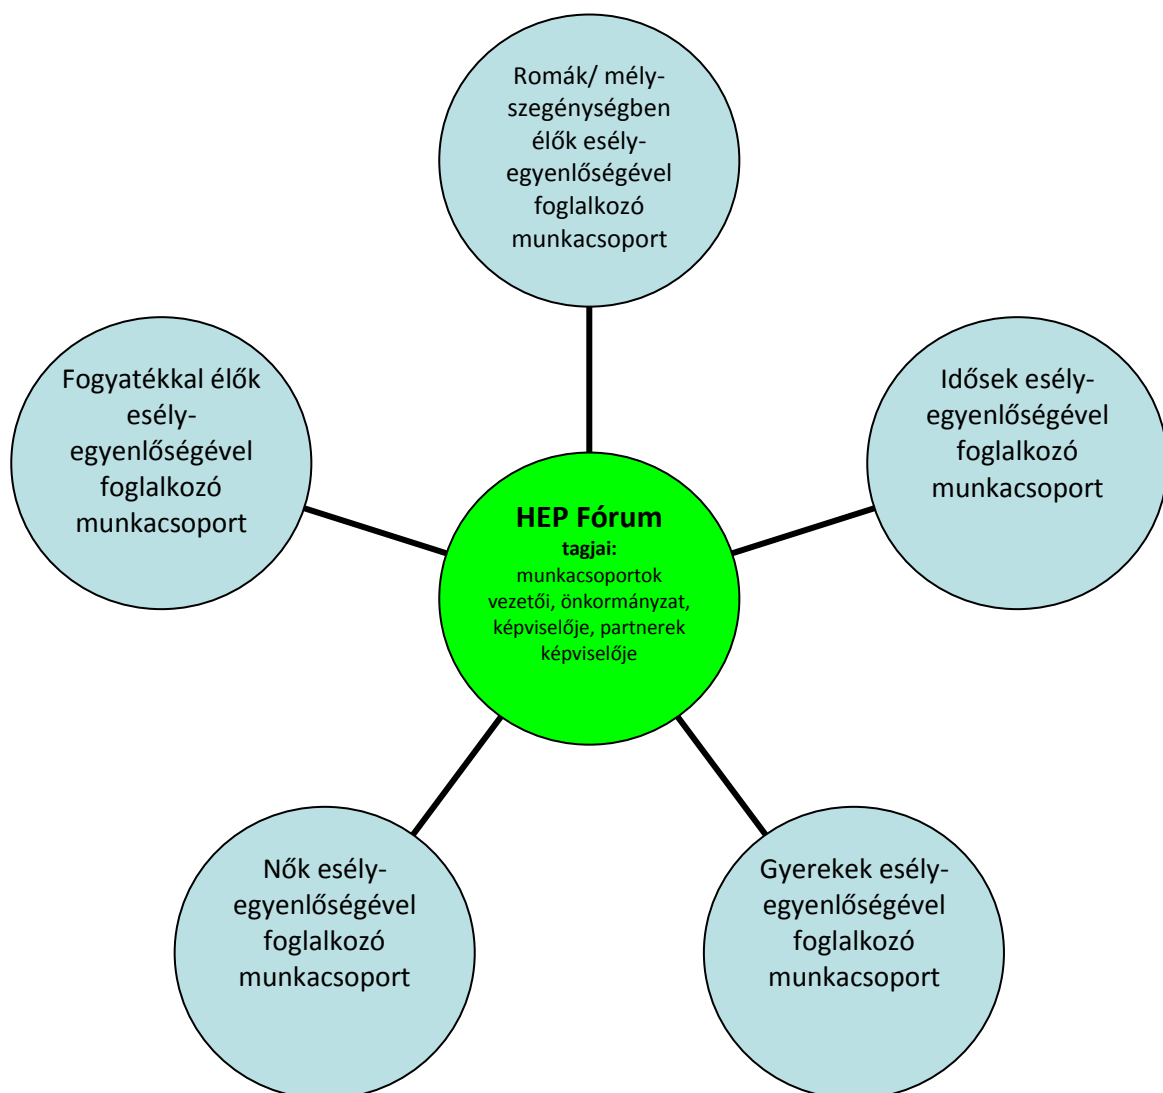 Romák/ mély-
szegénységben
élők esély-
egyenlőségével
foglalkozó
munkacsoport
Fogyatékkal élők
esély-
egyenlőségével
foglalkozó
munkacsoport
Idősek esély-
egyenlőségével
foglalkozó
munkacsoport
HEP Fórum
tagjai:
munkacsoportok
vezetői, önkormányzat,
képviselője, partnerek
képviselője
Nők esély-
egyenlőségével
foglalkozó
munkacsoport
Gyerekek esély-
egyenlőségével
foglalkozó
munkacsoport